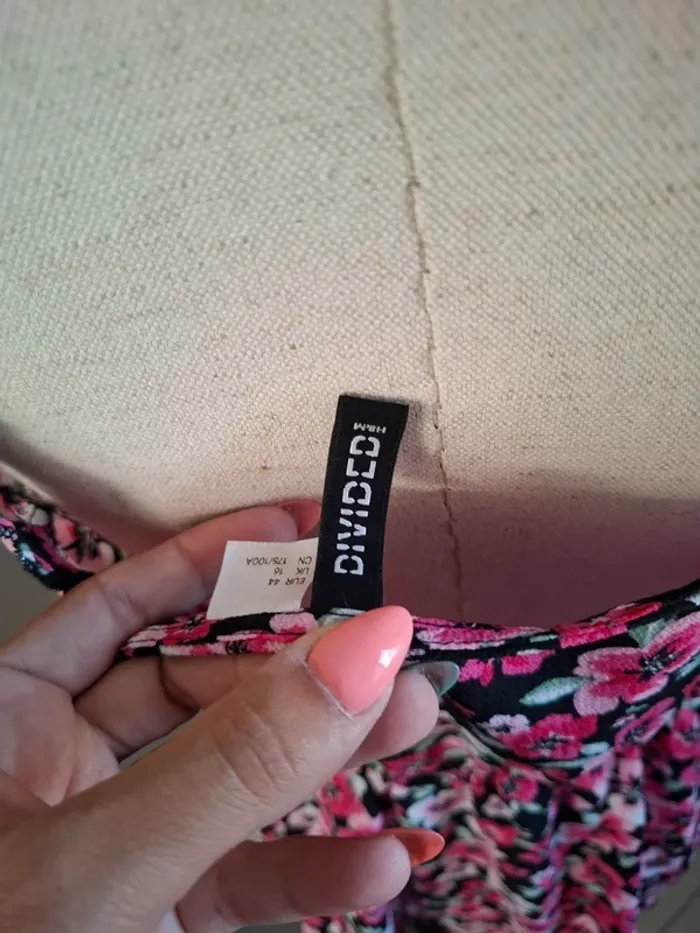 DIVIDED
H&M
EUR 44
UK 16
CN 175/100A